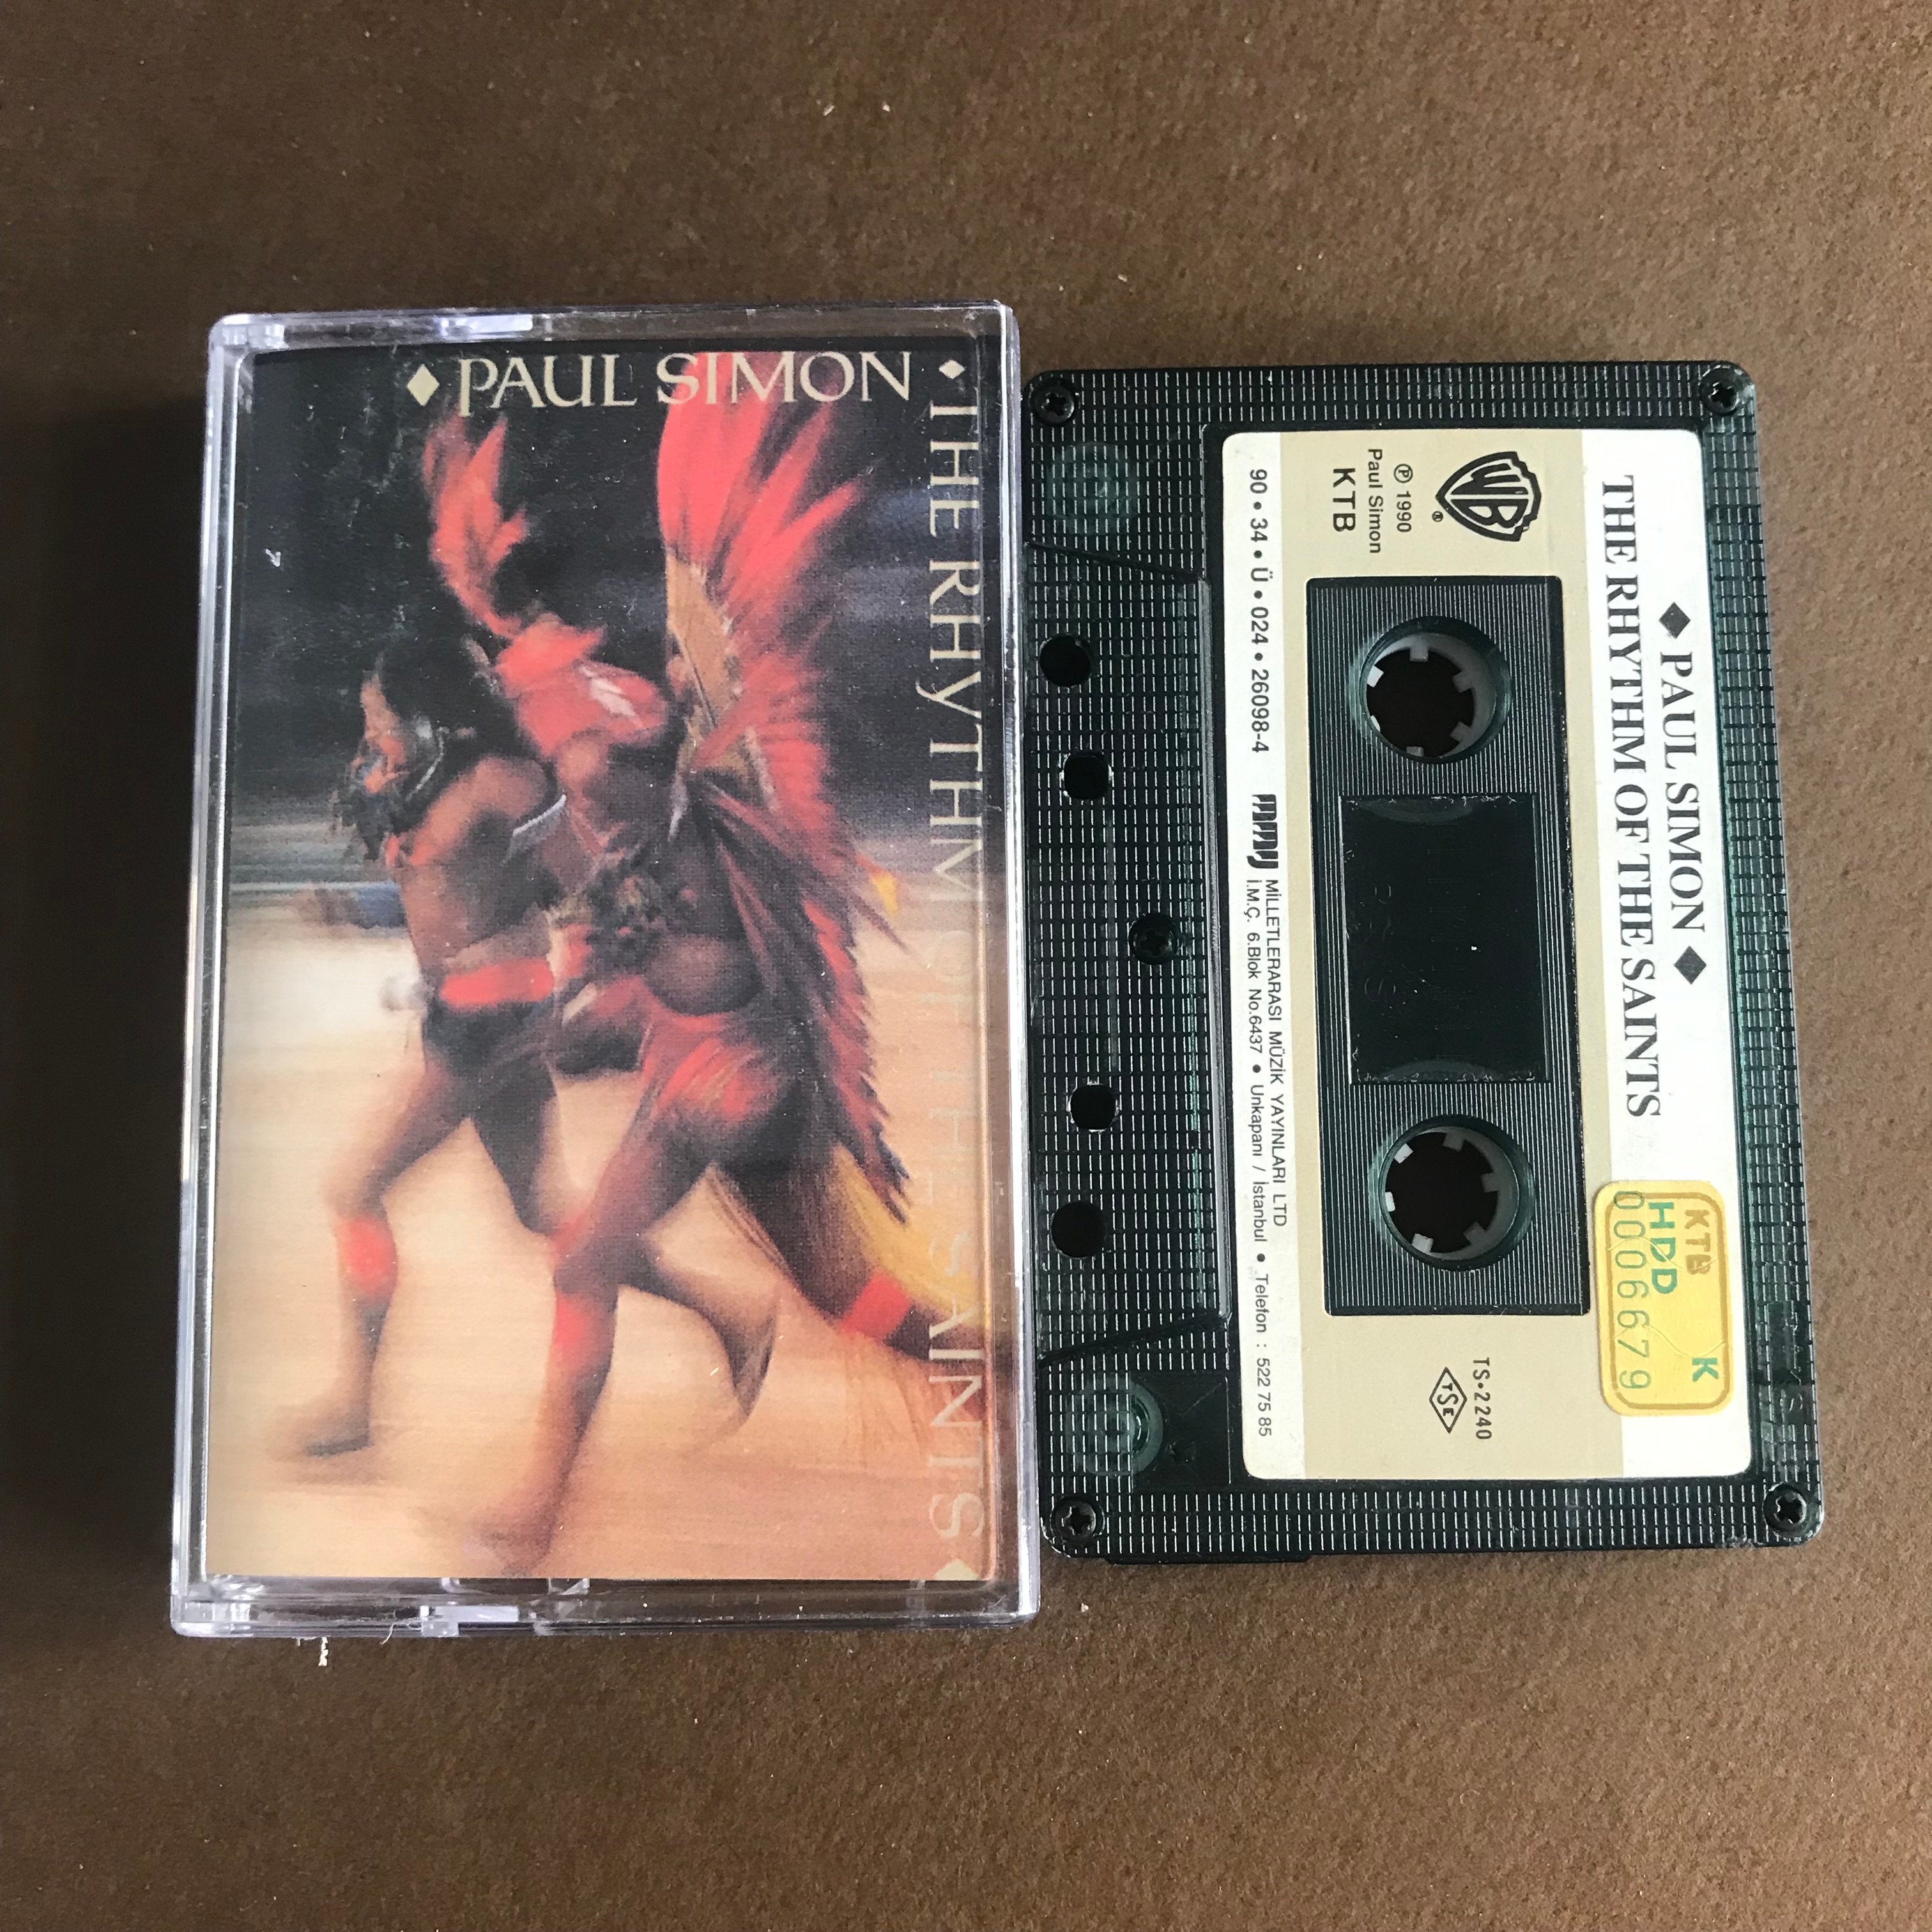 ◆ PAUL SIMON ◆
THE RHYTHM OF THE SAINTS ◆
◆ PAUL SIMON ◆
THE RHYTHM OF THE SAINTS
KTB
HDD K
0006679
WB®
℗ 1990
Paul Simon
KTB
TS•2240
TSE
90 • 34 • Ü • 024 • 26098-4
MMY MİLLETLERARASI MÜZİK YAYINLARI LTD
İ.M.Ç. 6.Blok No.6437 • Unkapanı / İstanbul • Telefon : 522 75 85